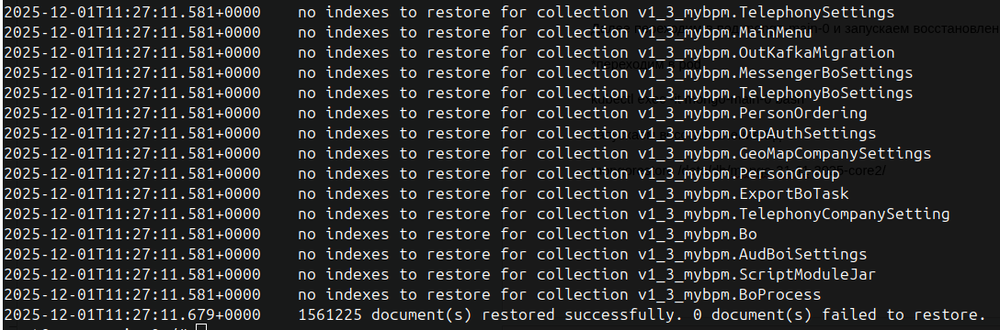 2025-12-01T11:27:11.581+0000 no indexes to restore for collection v1_3_mybpm.TelephonySettings
2025-12-01T11:27:11.581+0000 no indexes to restore for collection v1_3_mybpm.MainMenu
2025-12-01T11:27:11.581+0000 no indexes to restore for collection v1_3_mybpm.OutKafkaMigration
2025-12-01T11:27:11.581+0000 no indexes to restore for collection v1_3_mybpm.MessengerBoSettings
2025-12-01T11:27:11.581+0000 no indexes to restore for collection v1_3_mybpm.TelephonyBoSettings
2025-12-01T11:27:11.581+0000 no indexes to restore for collection v1_3_mybpm.PersonOrdering
2025-12-01T11:27:11.581+0000 no indexes to restore for collection v1_3_mybpm.OtpAuthSettings
2025-12-01T11:27:11.581+0000 no indexes to restore for collection v1_3_mybpm.GeoMapCompanySettings
2025-12-01T11:27:11.581+0000 no indexes to restore for collection v1_3_mybpm.PersonGroup
2025-12-01T11:27:11.581+0000 no indexes to restore for collection v1_3_mybpm.ExportBoTask
2025-12-01T11:27:11.581+0000 no indexes to restore for collection v1_3_mybpm.TelephonyCompanySetting
2025-12-01T11:27:11.581+0000 no indexes to restore for collection v1_3_mybpm.Bo
2025-12-01T11:27:11.581+0000 no indexes to restore for collection v1_3_mybpm.AudBoiSettings
2025-12-01T11:27:11.581+0000 no indexes to restore for collection v1_3_mybpm.ScriptModuleJar
2025-12-01T11:27:11.581+0000 no indexes to restore for collection v1_3_mybpm.BoProcess
2025-12-01T11:27:11.679+0000 1561225 document(s) restored successfully. 0 document(s) failed to restore.